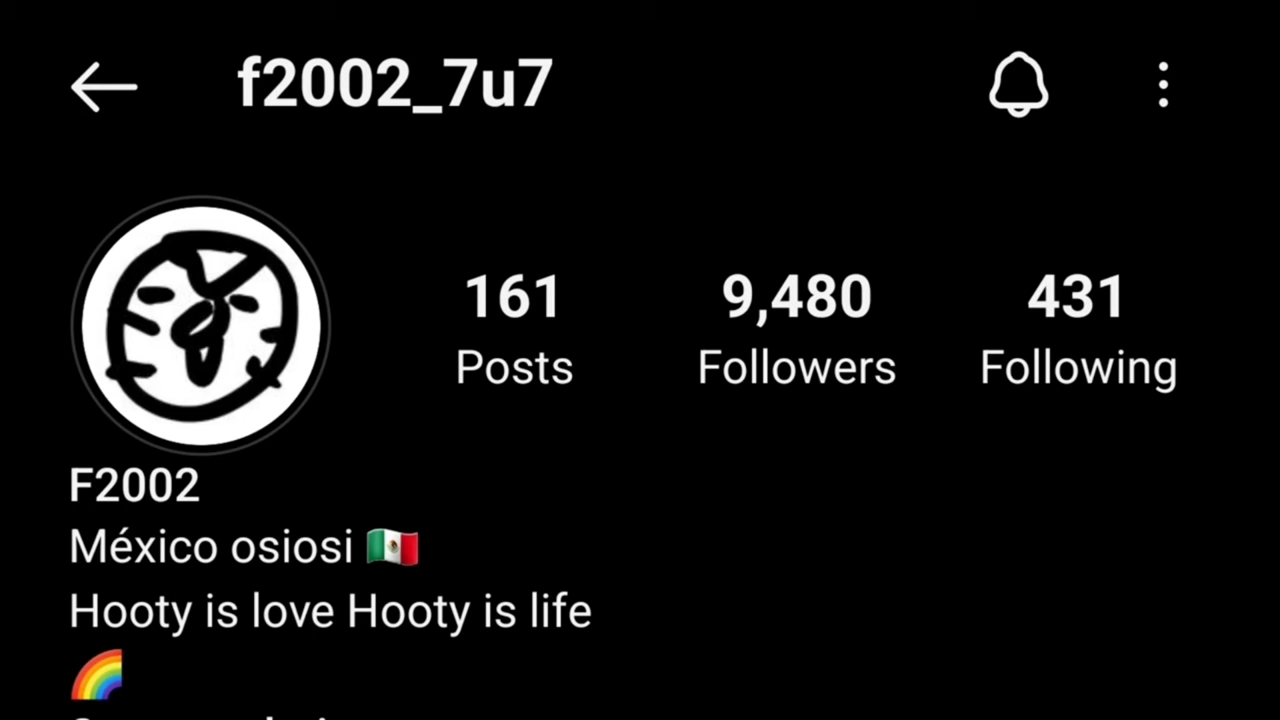 f2002_7u7
161 9,480 431
Posts Followers Following
F2002
México osiosi 🇲🇽
Hooty is love Hooty is life
🌈